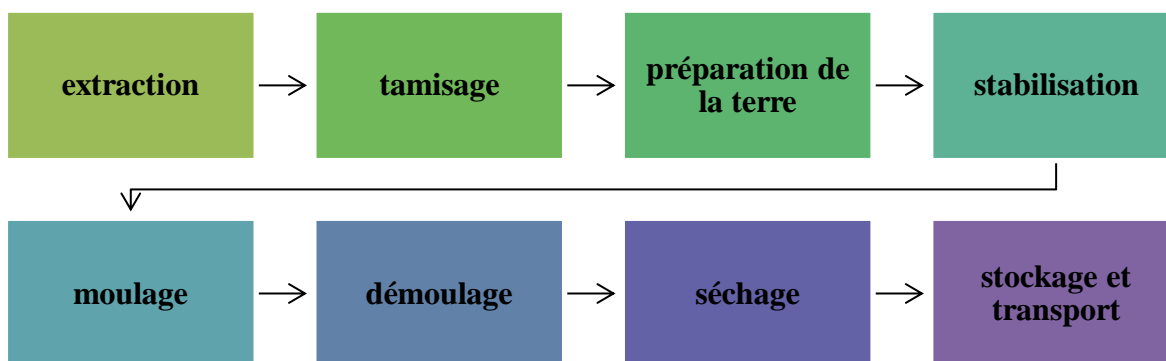 extraction
tamisage
préparation de
la terre
stabilisation
moulage
démoulage
séchage
stockage et
transport